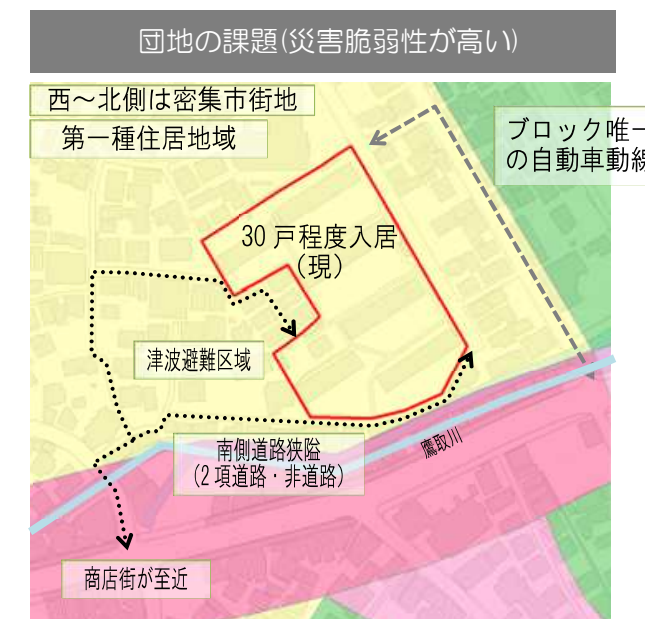 団地の課題(災害脆弱性が高い)
西～北側は密集市街地
第一種住居地域
ブロック唯一
の自動車動線
30戸程度入居
(現)
津波避難区域
南側道路狭隘
(2項道路・非道路)
鷹取川
商店街が至近